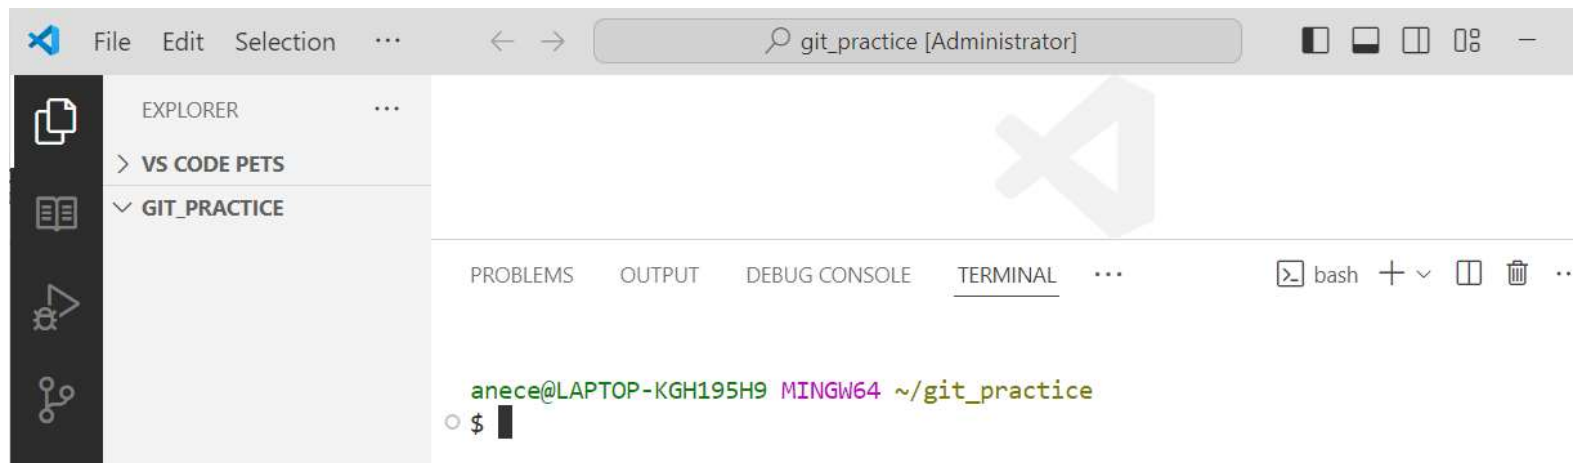 File Edit Selection ··· git_practice [Administrator]
EXPLORER ···
VS CODE PETS
GIT_PRACTICE
PROBLEMS OUTPUT DEBUG CONSOLE TERMINAL ··· bash
anece@LAPTOP-KGH195H9 MINGW64 ~/git_practice
$